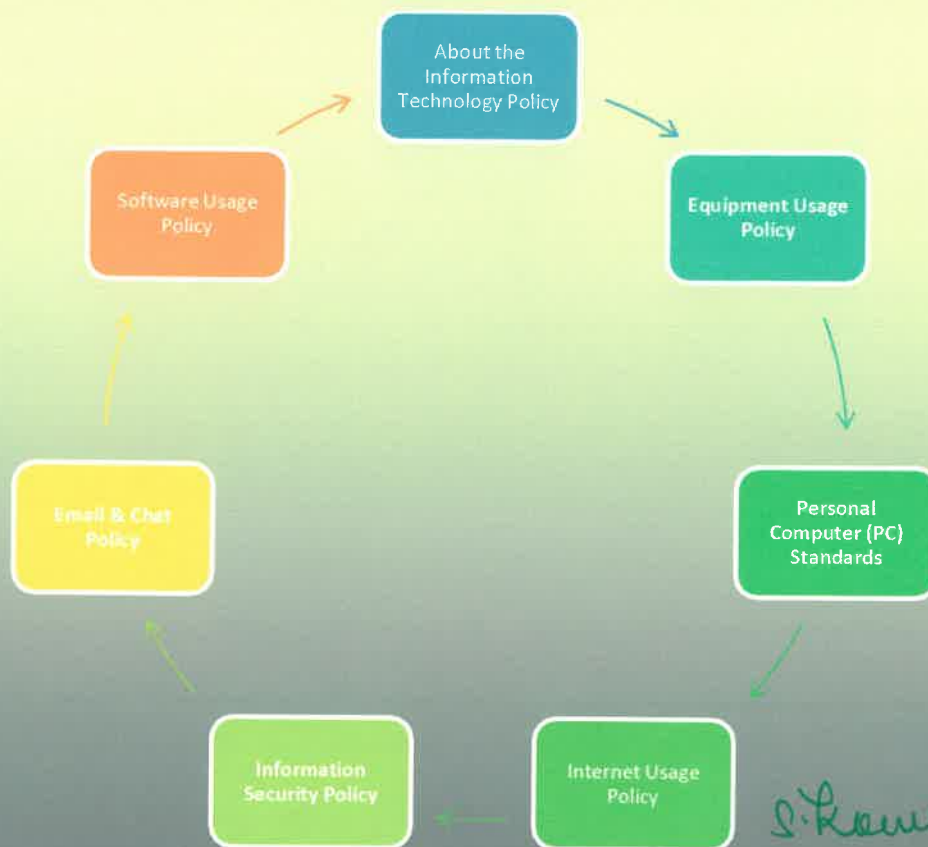 About the
Information
Technology Policy
Equipment Usage
Policy
Personal
Computer (PC)
Standards
Internet Usage
Policy
Information
Security Policy
Email & Chat
Policy
Software Usage
Policy